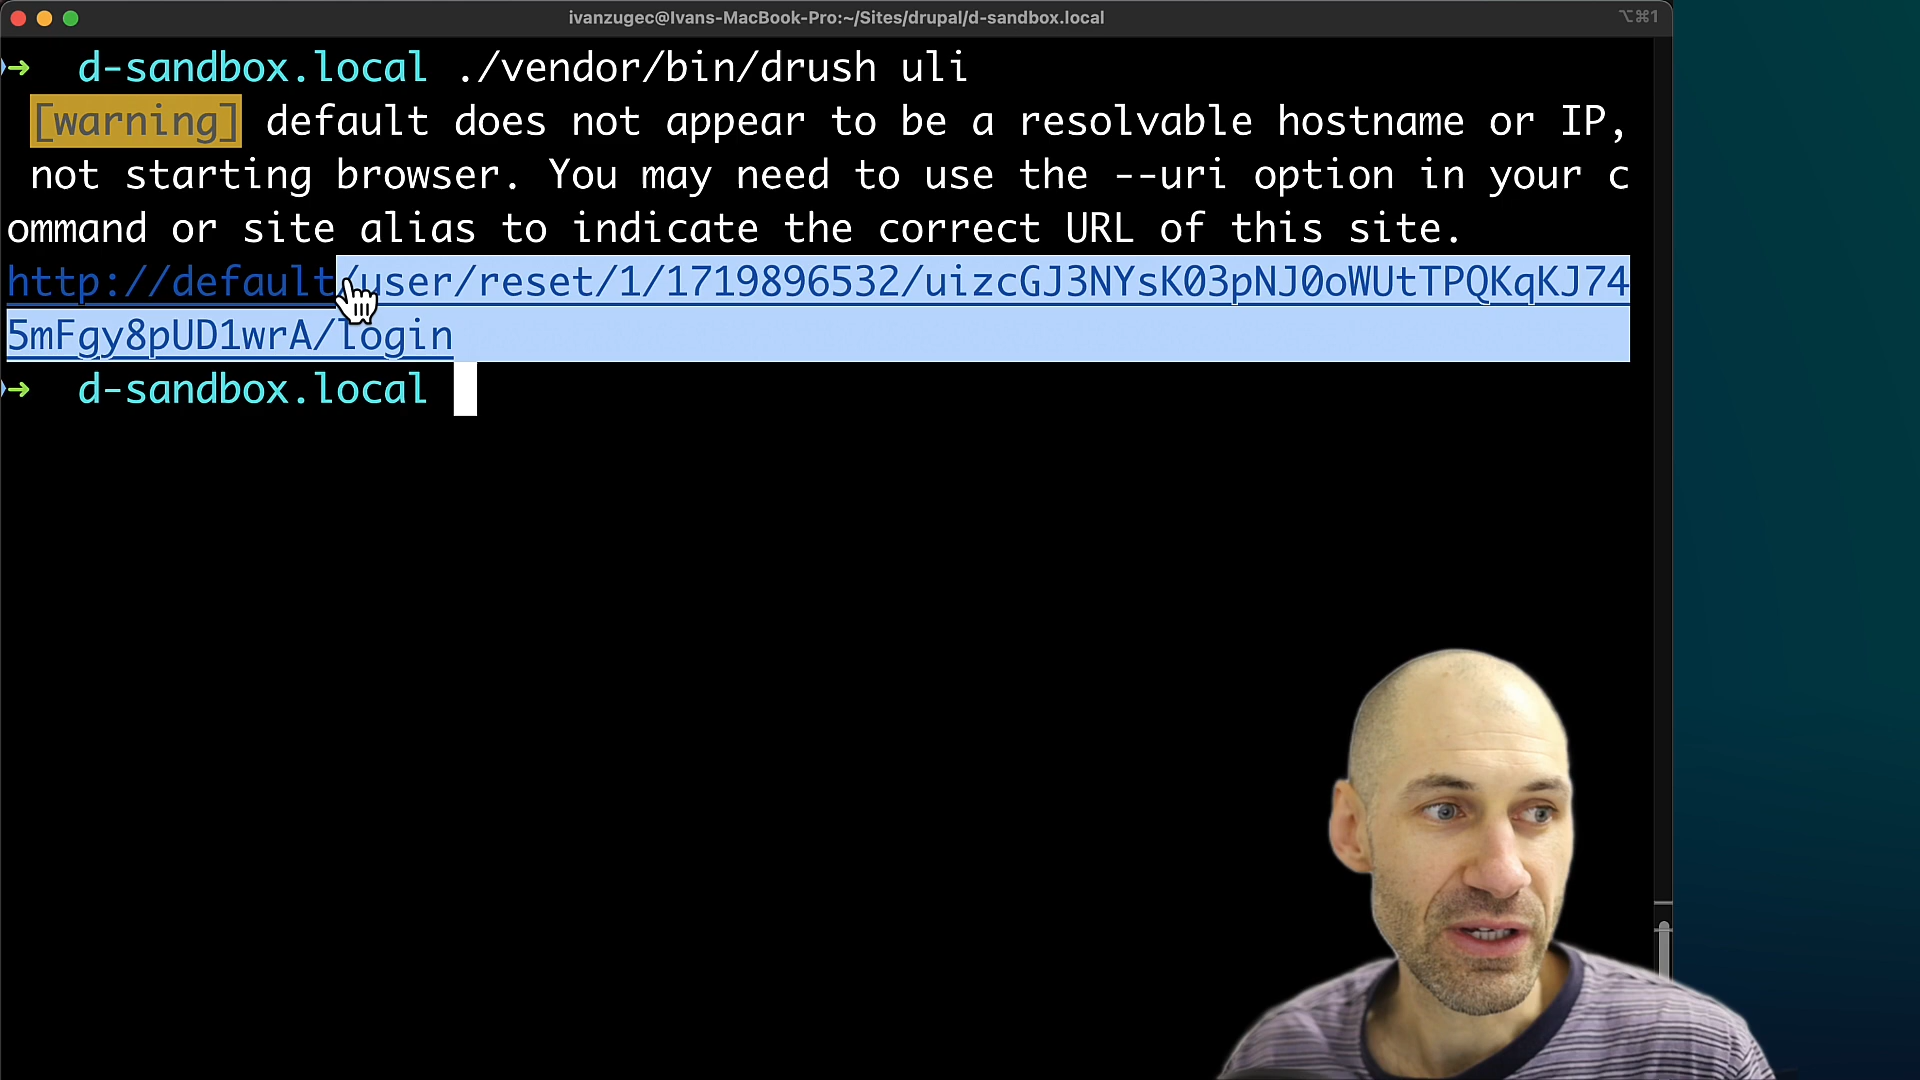 ivanzugec@Ivans-MacBook-Pro:~/Sites/drupal/d-sandbox.local
⌥⌘1
→ d-sandbox.local ./vendor/bin/drush uli
[warning] default does not appear to be a resolvable hostname or IP,
not starting browser. You may need to use the --uri option in your c
ommand or site alias to indicate the correct URL of this site.
http://default/user/reset/1/1719896532/uizcGJ3NYsK03pNJ0oWUtTPQKqKJ74
5mFgy8pUD1wrA/login
→ d-sandbox.local